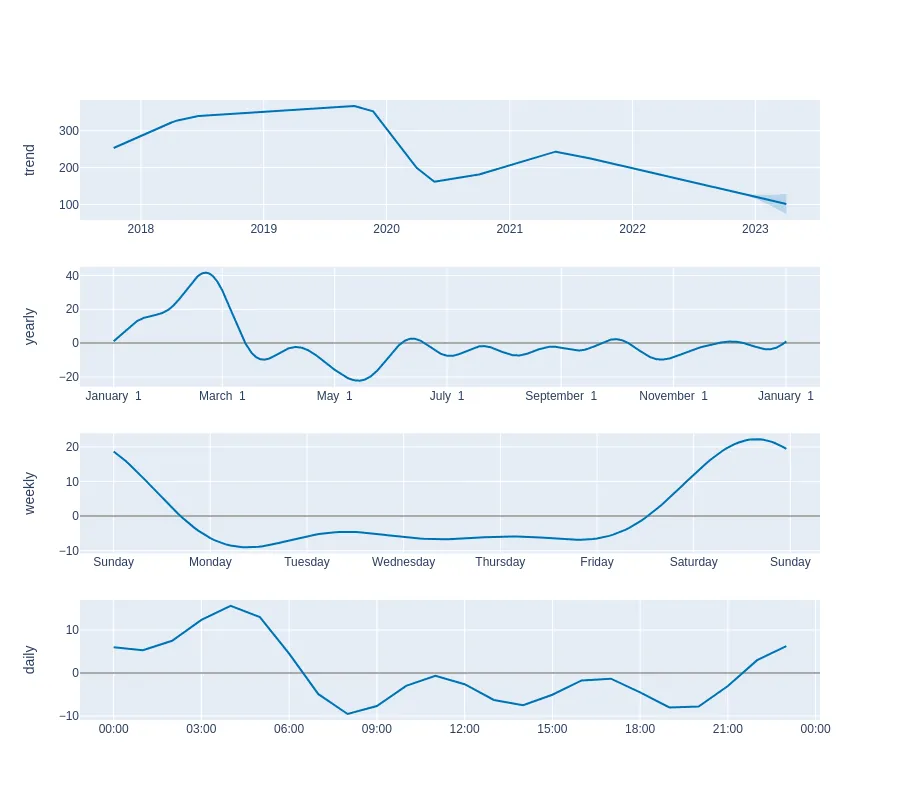 trend
300
200
100
2018 2019 2020 2021 2022 2023
yearly
40
20
0
−20
January 1 March 1 May 1 July 1 September 1 November 1 January 1
weekly
20
10
0
−10
Sunday Monday Tuesday Wednesday Thursday Friday Saturday Sunday
daily
10
0
−10
00:00 03:00 06:00 09:00 12:00 15:00 18:00 21:00 00:00